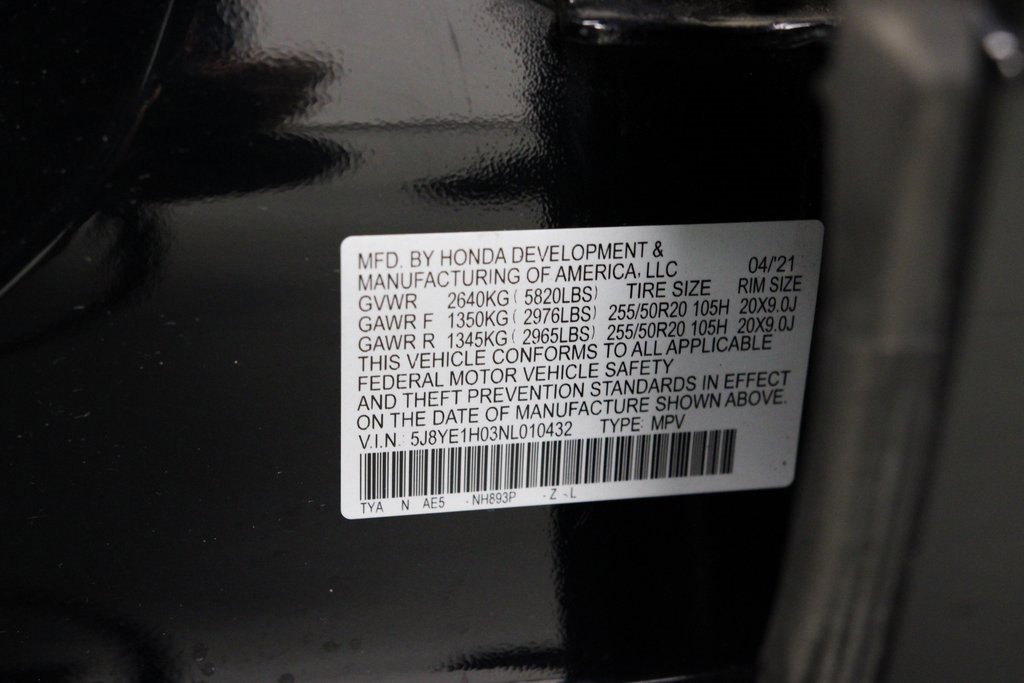 MFD. BY HONDA DEVELOPMENT &
MANUFACTURING OF AMERICA, LLC 04/'21
GVWR 2640KG ( 5820LBS) TIRE SIZE RIM SIZE
GAWR F 1350KG ( 2976LBS) 255/50R20 105H 20X9.0J
GAWR R 1345KG ( 2965LBS) 255/50R20 105H 20X9.0J
THIS VEHICLE CONFORMS TO ALL APPLICABLE
FEDERAL MOTOR VEHICLE SAFETY
AND THEFT PREVENTION STANDARDS IN EFFECT
ON THE DATE OF MANUFACTURE SHOWN ABOVE.
V.I.N. 5J8YE1H03NL010432 TYPE: MPV
TYA N AE5 -NH893P -Z -L